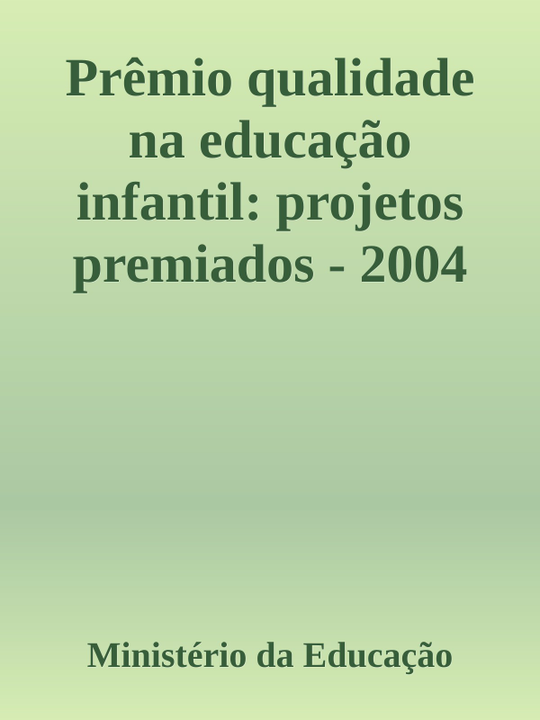 Prêmio qualidade
na educação
infantil: projetos
premiados - 2004
Ministério da Educação